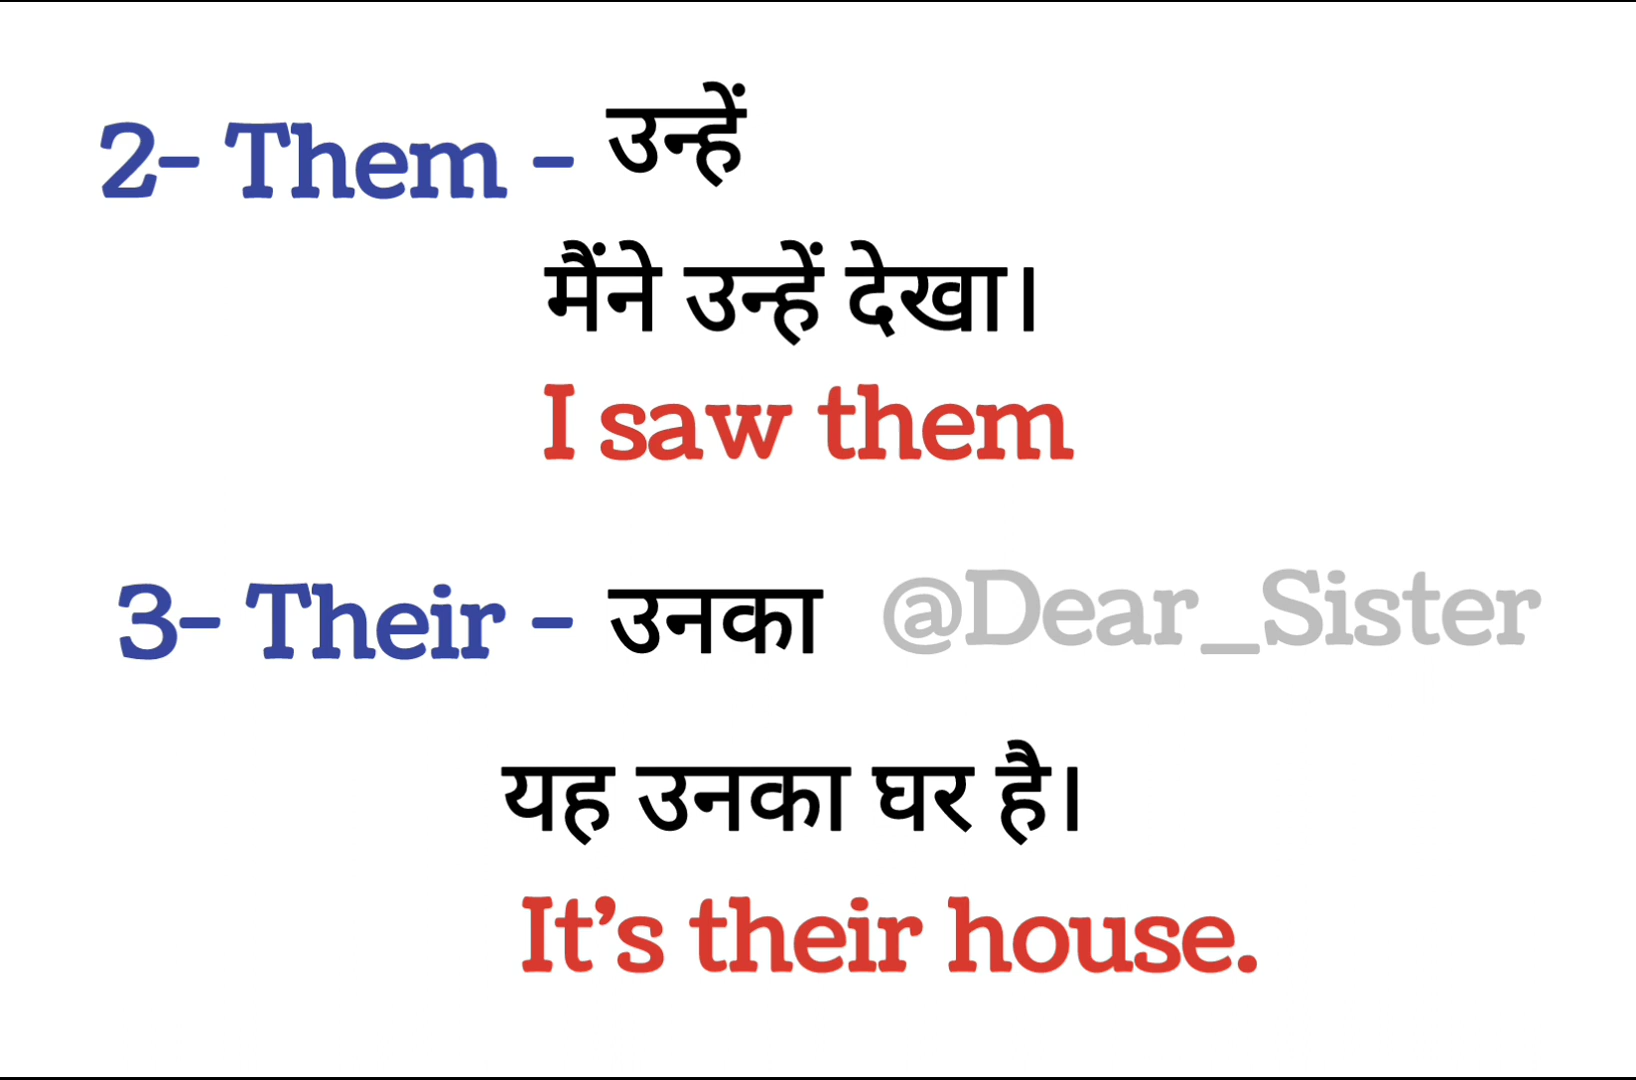 2- Them - उन्हें
मैंने उन्हें देखा।
I saw them
3- Their - उनका @Dear_Sister
यह उनका घर है।
It’s their house.